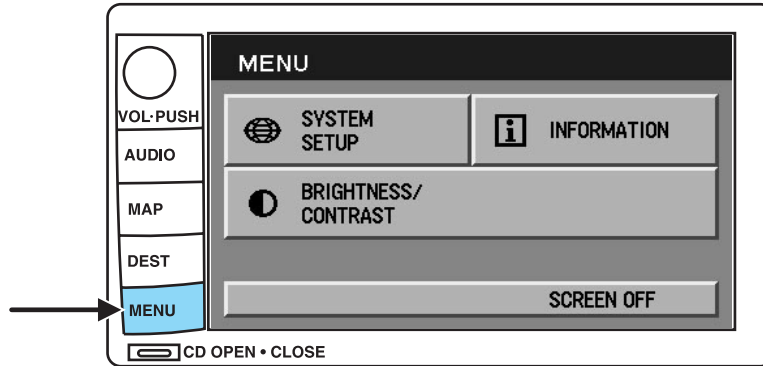 VOL·PUSH
AUDIO
MAP
DEST
MENU
MENU
SYSTEM
SETUP
i INFORMATION
BRIGHTNESS/
CONTRAST
SCREEN OFF
CD OPEN • CLOSE